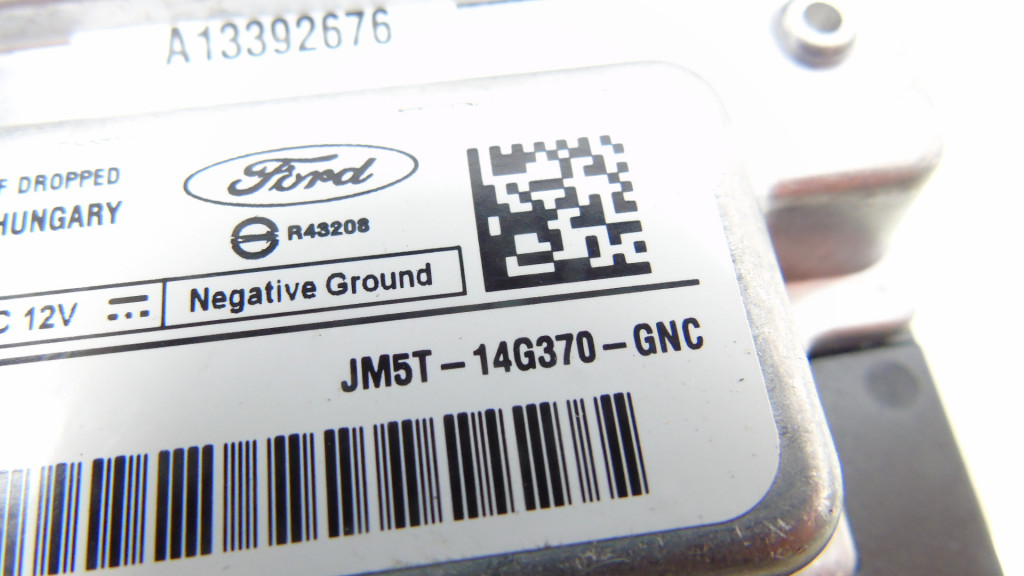 A13392676
F DROPPED
HUNGARY
Ford
R43208
C 12V
Negative Ground
JM5T-14G370-GNC